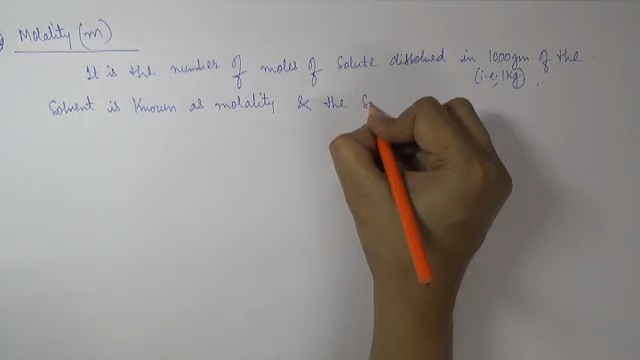 Molality (m)
It is the number of moles of Solute dissolved in 1000gm of the
(i.e, 1Kg).
Solvent is Known as molality & the S